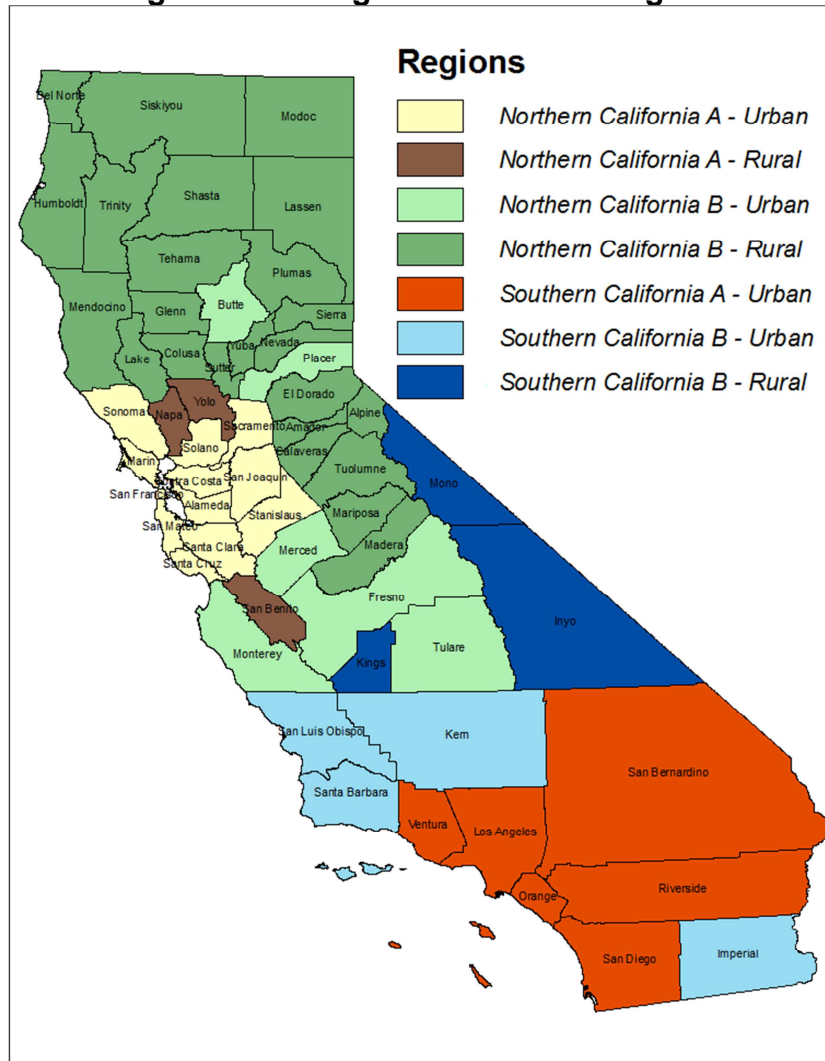 Regions
Northern California A - Urban
Northern California A - Rural
Northern California B - Urban
Northern California B - Rural
Southern California A - Urban
Southern California B - Urban
Southern California B - Rural
Del Norte
Siskiyou
Modoc
Humboldt
Trinity
Shasta
Lassen
Tehama
Plumas
Mendocino
Glenn
Butte
Sierra
Lake
Colusa
Sutter
Yuba
Nevada
Placer
Sonoma
Napa
Yolo
El Dorado
Sacramento
Amador
Alpine
Solano
Calaveras
Marin
Contra Costa
San Joaquin
Tuolumne
Mono
San Francisco
Alameda
Stanislaus
Mariposa
San Mateo
Santa Clara
Merced
Madera
Santa Cruz
Fresno
San Benito
Inyo
Monterey
Kings
Tulare
San Luis Obispo
Kern
San Bernardino
Santa Barbara
Ventura
Los Angeles
Orange
Riverside
San Diego
Imperial